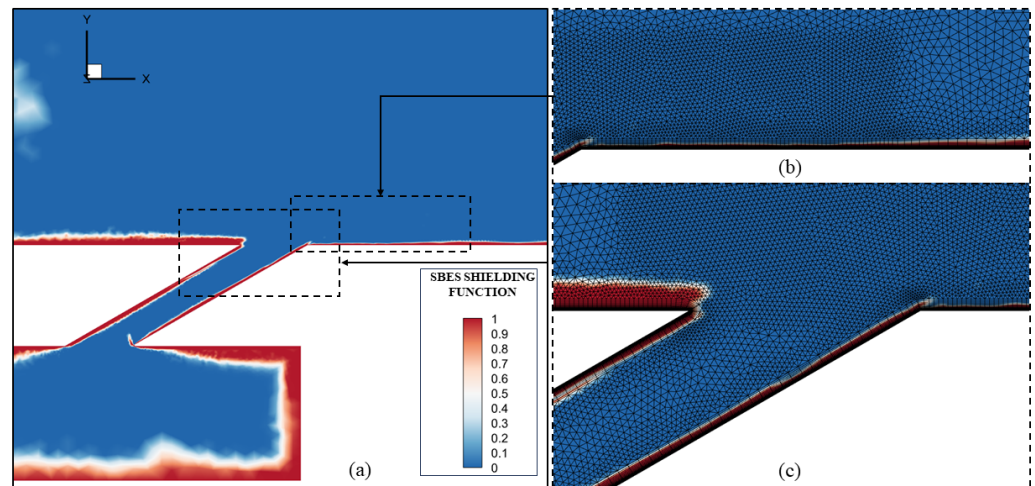 Y
X
Z
SBES SHIELDING
FUNCTION
1
0.9
0.8
0.7
0.6
0.5
0.4
0.3
0.2
0.1
0
(a)
(b)
(c)